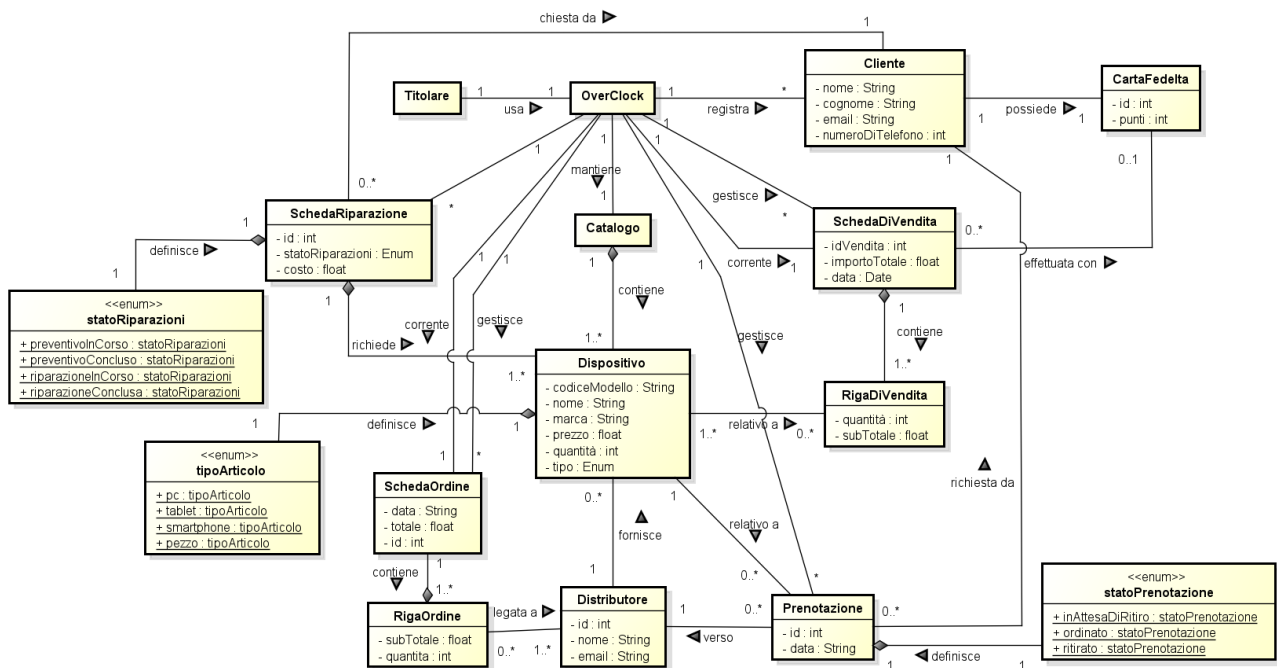 chiesta da
1
Cliente
- nome : String
- cognome : String
- email : String
- numeroDiTelefono : int
CartaFedelta
- id : int
- punti : int
Titolare
1
1
OverClock
1
*
usa
registra
possiede
1
1
0..1
1
1
1
1
1
1
mantiene
1
0..*
*
gestisce
*
SchedaRiparazione
- id : int
- statoRiparazioni : Enum
- costo : float
1
definisce
1
1
Catalogo
1
SchedaDiVendita
- idVendita : int
- importoTotale : float
- data : Date
0..*
corrente
1
effettuata con
1
1
1
<<enum>>
statoRiparazioni
+ preventivoInCorso : statoRiparazioni
+ preventivoConcluso : statoRiparazioni
+ riparazioneInCorso : statoRiparazioni
+ riparazioneConclusa : statoRiparazioni
contiene
1
corrente
gestisce
gestisce
contiene
richiede
1..*
1..*
1..*
Dispositivo
- codiceModello : String
- nome : String
- marca : String
- prezzo : float
- quantità : int
- tipo : Enum
RigaDiVendita
- quantità : int
- subTotale : float
1
definisce
1
1..*
relativo a
0..*
<<enum>>
tipoArticolo
+ pc : tipoArticolo
+ tablet : tipoArticolo
+ smartphone : tipoArticolo
+ pezzo : tipoArticolo
1
*
SchedaOrdine
- data : String
- totale : float
- id : int
0..*
1
richiesta da
fornisce
relativo a
1
contiene
1..*
1
0..*
*
<<enum>>
statoPrenotazione
+ inAttesaDiRitiro : statoPrenotazione
+ ordinato : statoPrenotazione
+ ritirato : statoPrenotazione
RigaOrdine
- subTotale : float
- quantita : int
legata a
0..*
1..*
Distributore
- id : int
- nome : String
- email : String
1
0..*
verso
Prenotazione
- id : int
- data : String
0..*
1
definisce
1